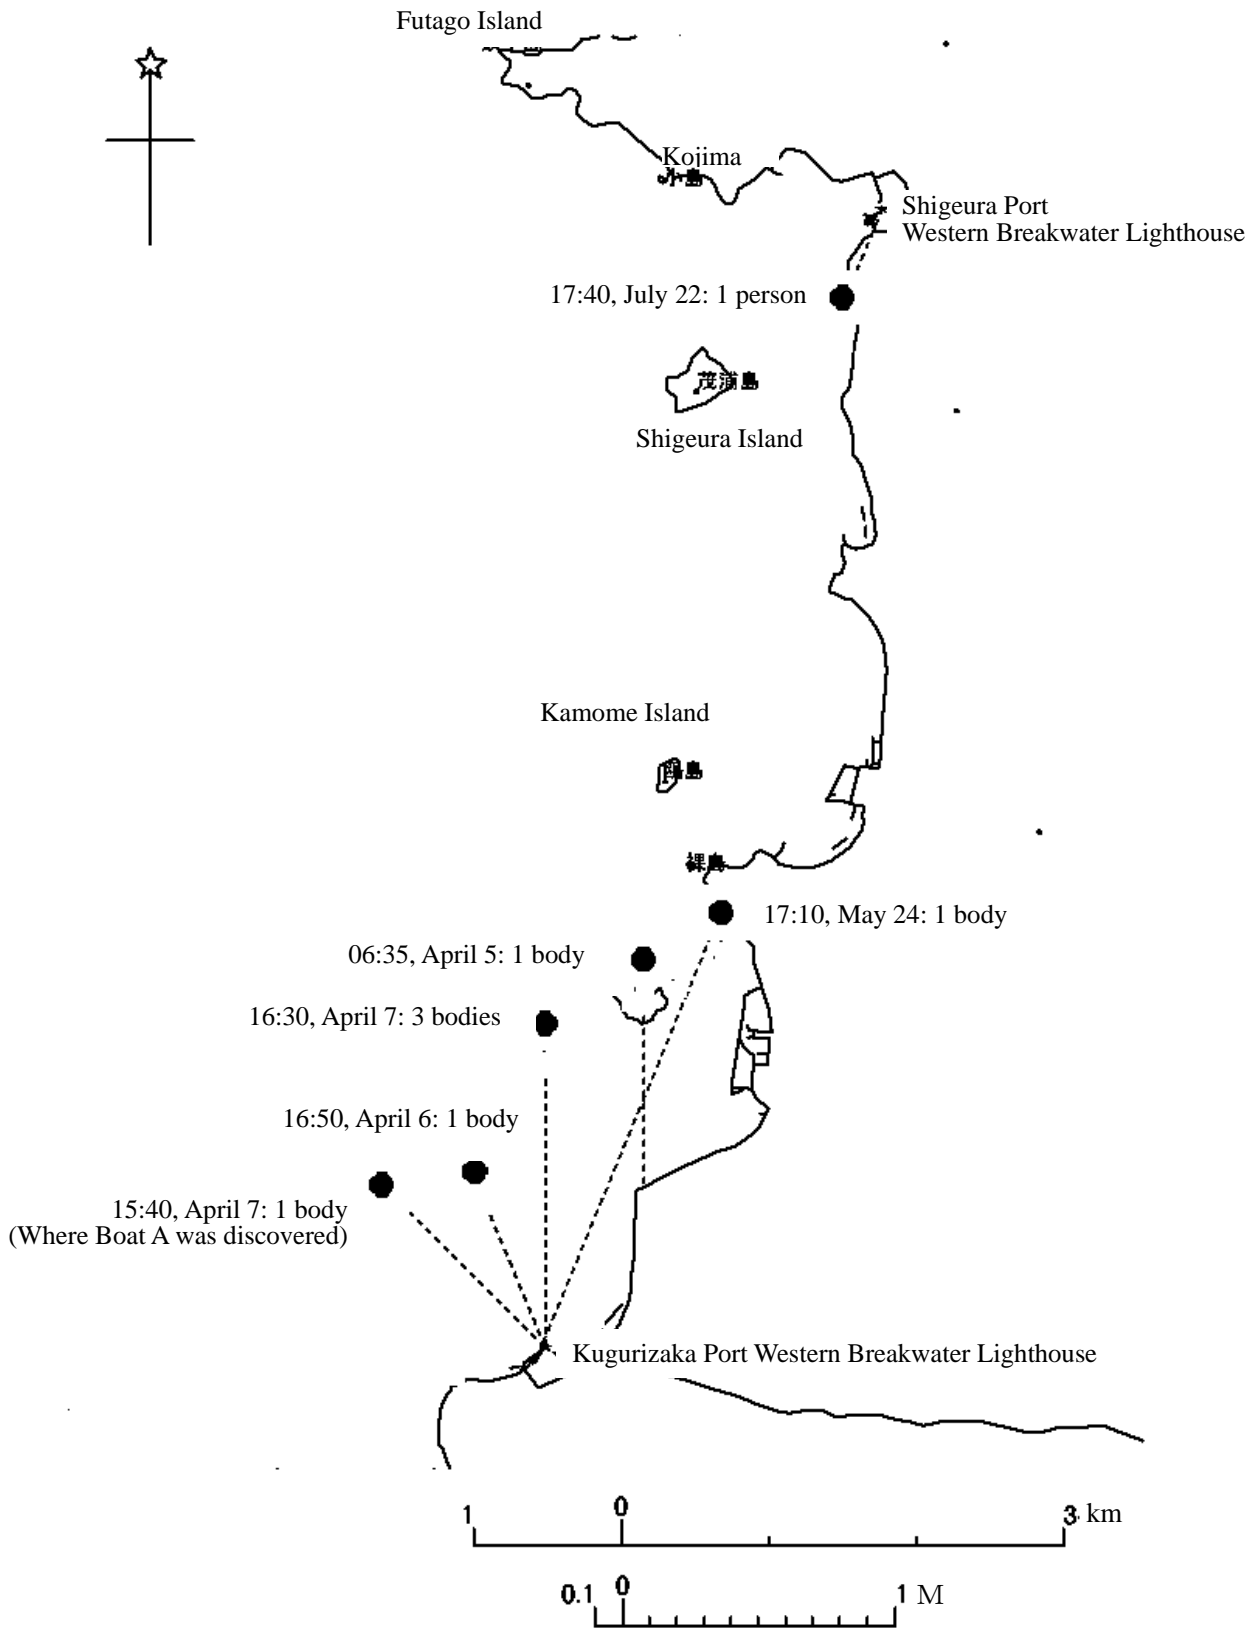 Futago Island
Kojima
小島
Shigeura Port
Western Breakwater Lighthouse
17:40, July 22: 1 person
茂浦島
Shigeura Island
Kamome Island
鴎島
裸島
17:10, May 24: 1 body
06:35, April 5: 1 body
16:30, April 7: 3 bodies
16:50, April 6: 1 body
15:40, April 7: 1 body
(Where Boat A was discovered)
Kugurizaka Port Western Breakwater Lighthouse
1 0 3 km
0.1 0 1 M